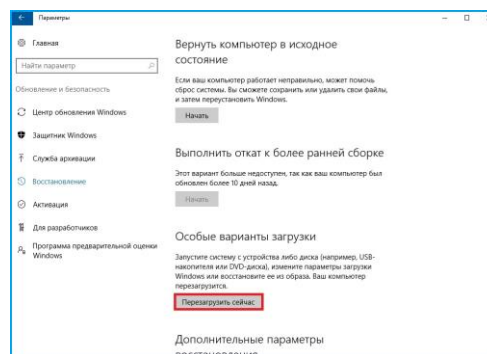 Параметры
Главная
Найти параметр
Обновление и безопасность
Центр обновления Windows
Защитник Windows
Служба архивации
Восстановление
Активация
Для разработчиков
Программа предварительной оценки
Windows
Вернуть компьютер в исходное
состояние
Если ваш компьютер работает неправильно, может помочь
сброс системы. Вы сможете сохранить или удалить свои файлы,
и затем переустановить Windows.
Начать
Выполнить откат к более ранней сборке
Этот вариант больше недоступен, так как ваш компьютер был
обновлен более 10 дней назад.
Начать
Особые варианты загрузки
Запустите систему с устройства либо диска (например, USB-
накопителя или DVD-диска), измените параметры загрузки
Windows или восстановите ее из образа. Ваш компьютер
перезагрузится.
Перезагрузить сейчас
Дополнительные параметры
восстановления